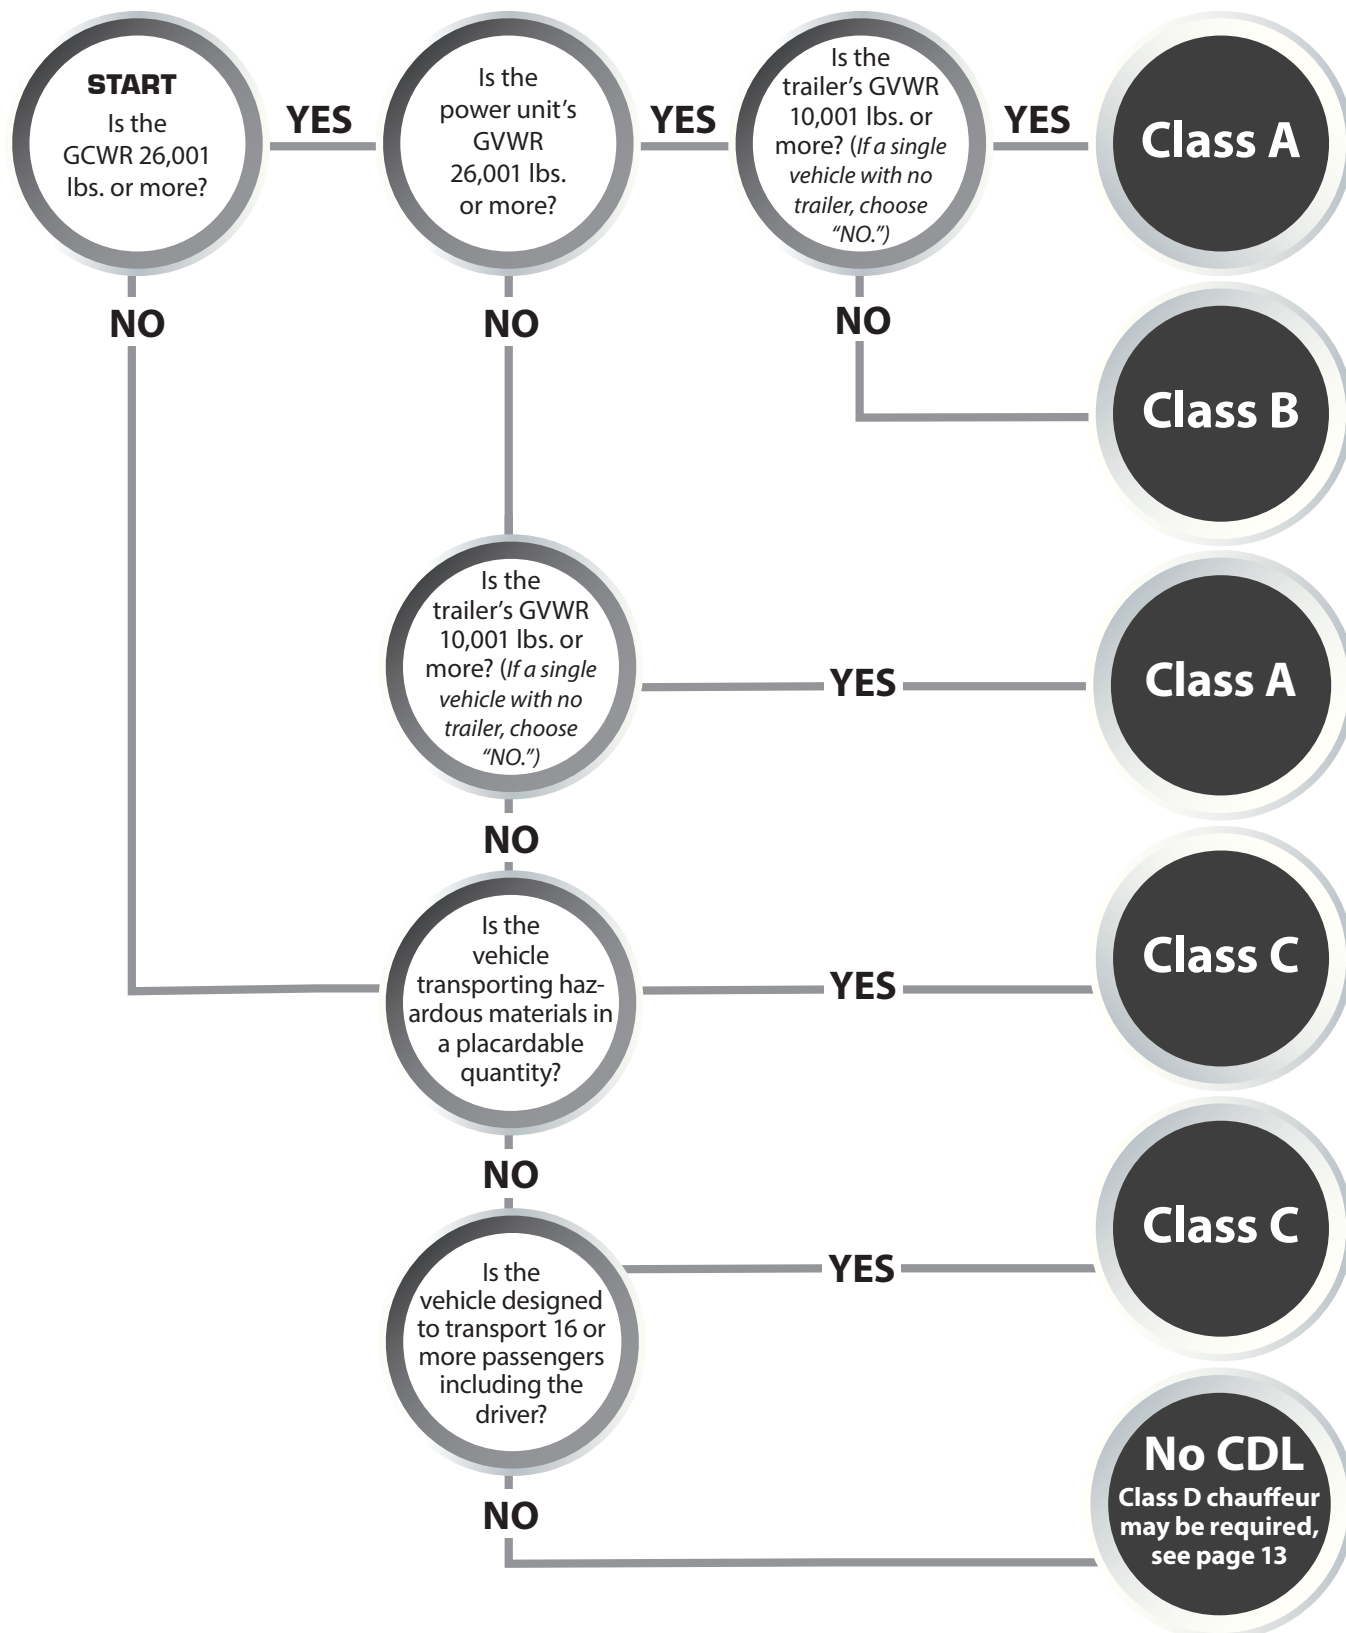 START
Is the
GCWR 26,001
lbs. or more?
YES
Is the
power unit’s
GVWR
26,001 lbs.
or more?
YES
Is the
trailer’s GVWR
10,001 lbs. or
more? (If a single
vehicle with no
trailer, choose
“NO.”)
YES
Class A
NO
NO
NO
Class B
Is the
trailer’s GVWR
10,001 lbs. or
more? (If a single
vehicle with no
trailer, choose
“NO.”)
YES
Class A
NO
Is the
vehicle
transporting haz-
ardous materials in
a placardable
quantity?
YES
Class C
NO
Is the
vehicle designed
to transport 16 or
more passengers
including the
driver?
YES
Class C
NO
No CDL
Class D chauffeur
may be required,
see page 13